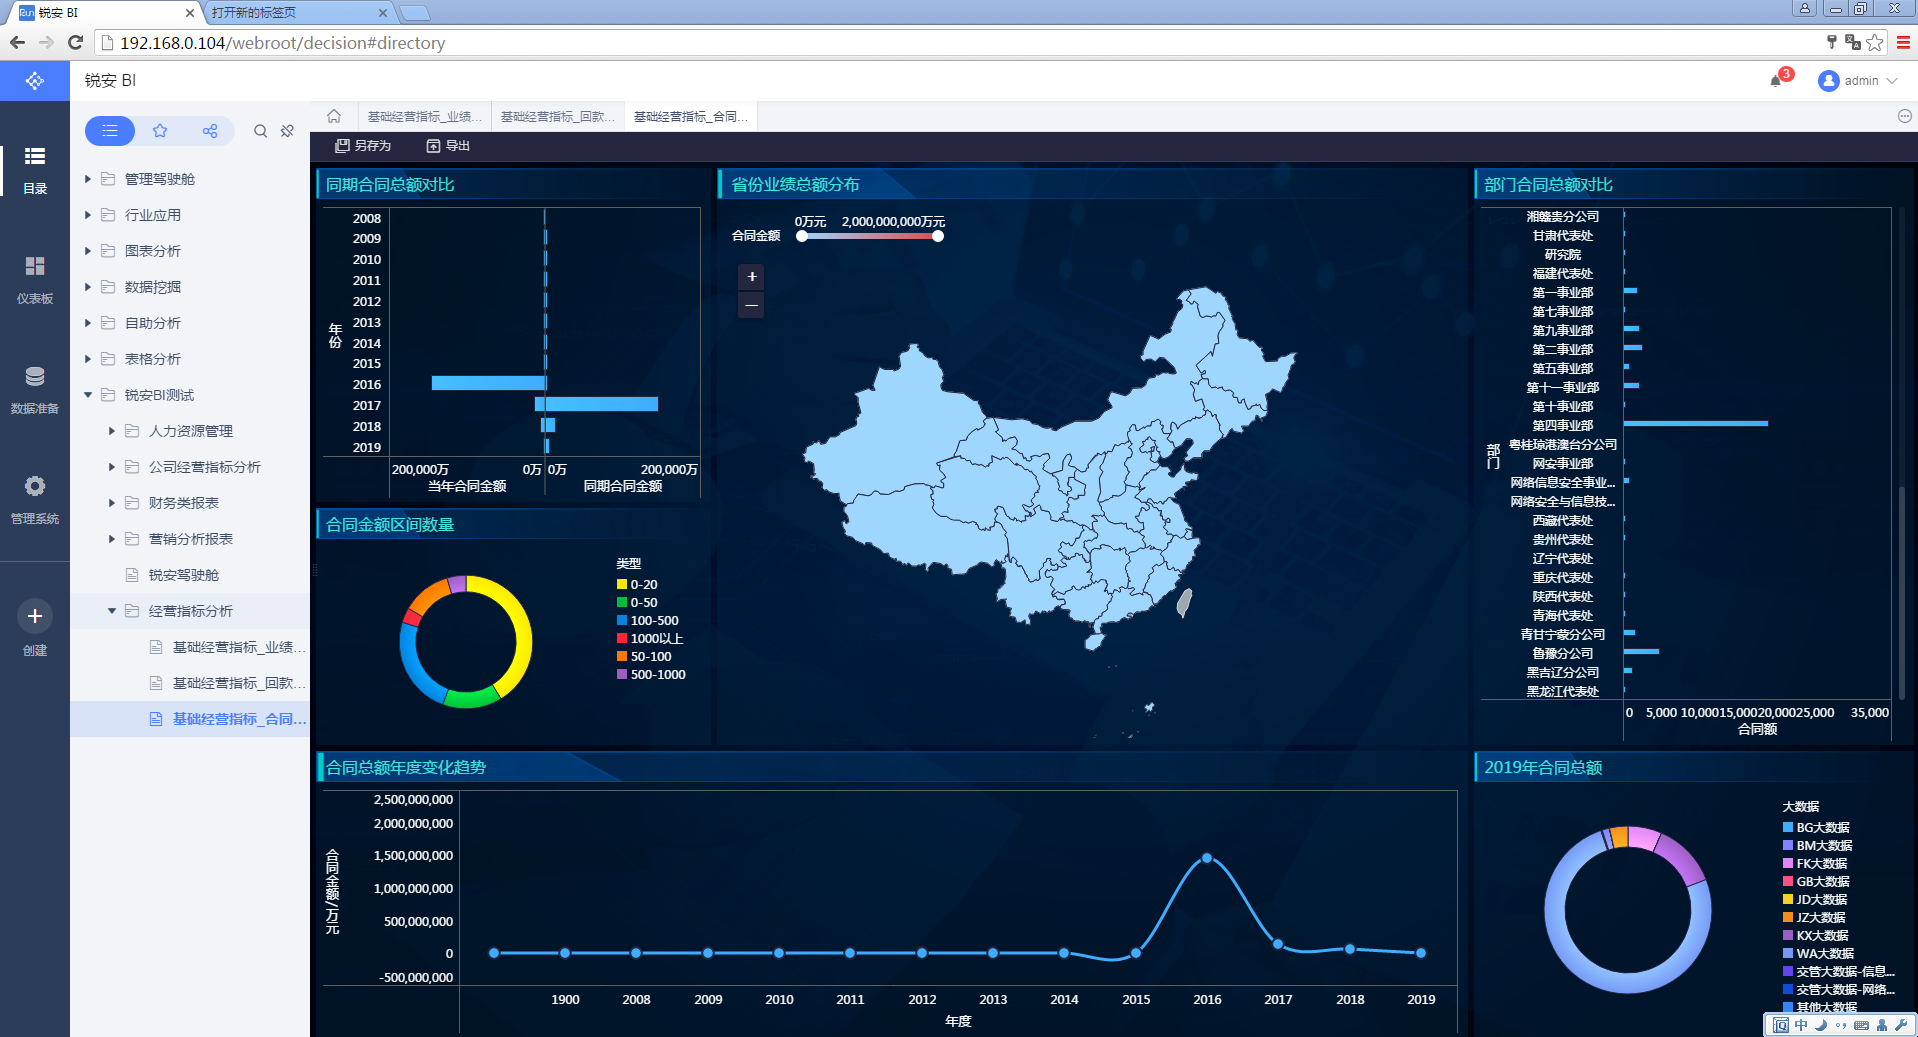 锐安 BI
打开新的标签页
192.168.0.104/webroot/decision#directory
锐安 BI
3
admin
目录
仪表板
数据准备
管理系统
创建
管理驾驶舱
行业应用
图表分析
数据挖掘
自助分析
表格分析
锐安BI测试
人力资源管理
公司经营指标分析
财务类报表
营销分析报表
锐安驾驶舱
经营指标分析
基础经营指标_业绩...
基础经营指标_回款...
基础经营指标_合同...
基础经营指标_业绩...
基础经营指标_回款...
基础经营指标_合同...
另存为
导出
同期合同总额对比
年份
2008
2009
2010
2011
2012
2013
2014
2015
2016
2017
2018
2019
200,000万
0万
0万
200,000万
当年合同金额
同期合同金额
合同金额区间数量
类型
0-20
0-50
100-500
1000以上
50-100
500-1000
省份业绩总额分布
0万元
2,000,000,000万元
合同金额
+
—
部门合同总额对比
部门
湘赣贵分公司
甘肃代表处
研究院
福建代表处
第一事业部
第七事业部
第九事业部
第二事业部
第五事业部
第十一事业部
第十事业部
第四事业部
粤桂琼港澳台分公司
网安事业部
网络信息安全事业...
网络安全与信息技...
西藏代表处
贵州代表处
辽宁代表处
重庆代表处
陕西代表处
青海代表处
青甘宁蒙分公司
鲁豫分公司
黑吉辽分公司
黑龙江代表处
0
5,000
10,000
15,000
20,000
25,000
35,000
合同额
合同总额年度变化趋势
合同金额/万元
2,500,000,000
2,000,000,000
1,500,000,000
1,000,000,000
500,000,000
0
-500,000,000
1900
2008
2009
2010
2011
2012
2013
2014
2015
2016
2017
2018
2019
年度
2019年合同总额
大数据
BG大数据
BM大数据
FK大数据
GB大数据
JD大数据
JZ大数据
KX大数据
WA大数据
交管大数据-信息...
交管大数据-网络...
其他大数据
中